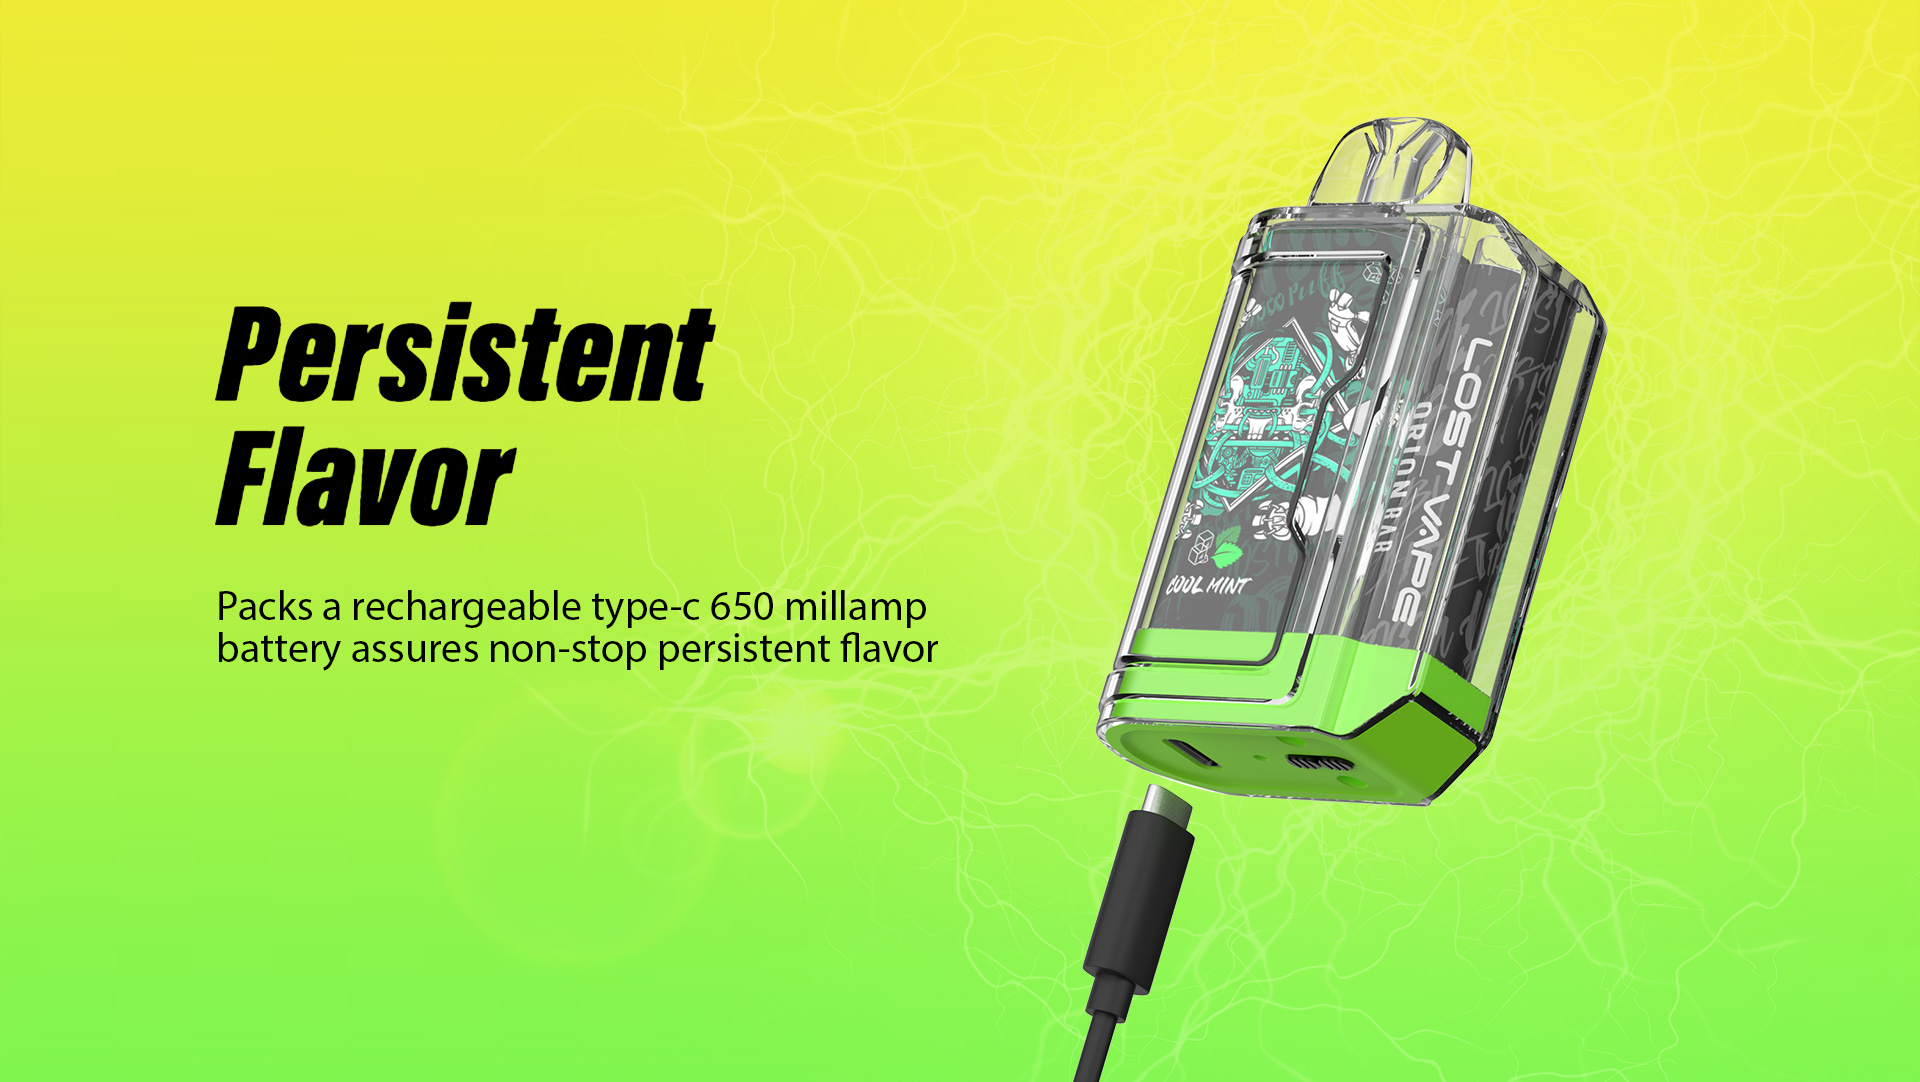 Persistent
Flavor
Packs a rechargeable type-c 650 millamp
battery assures non-stop persistent flavor
LOST VAPE
ORION BAR
COOL MINT